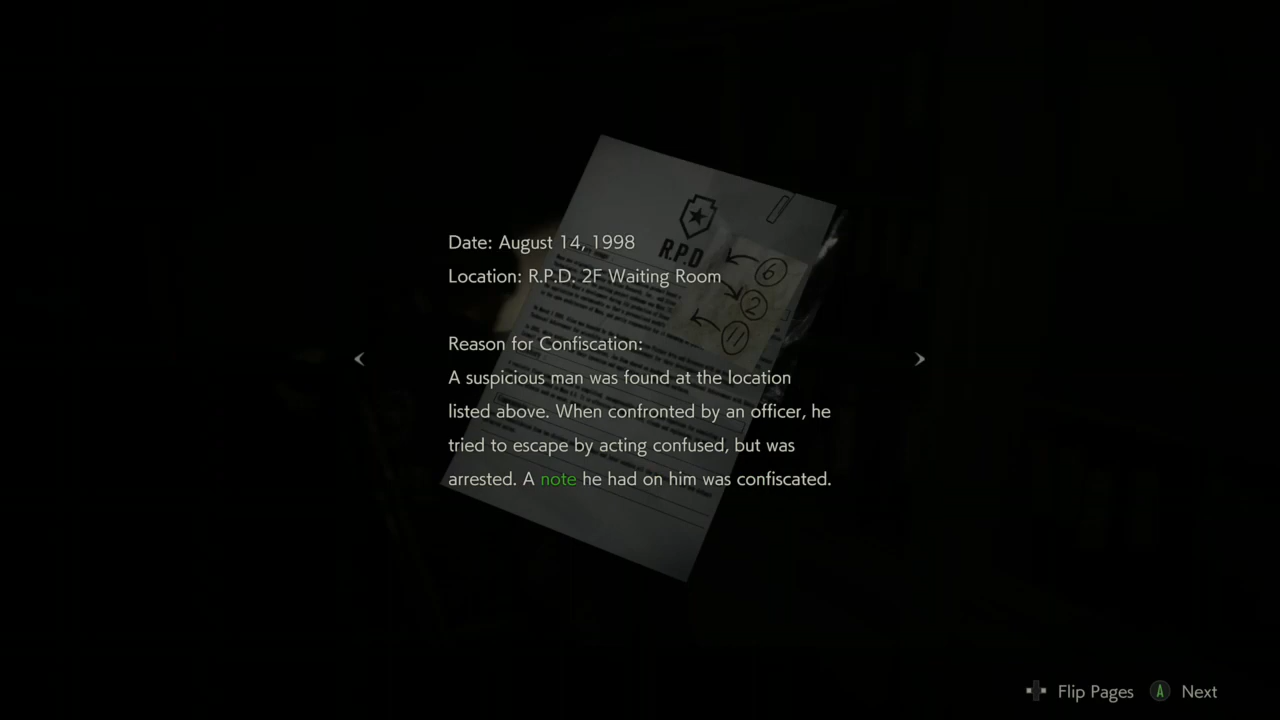 Date: August 14, 1998
Location: R.P.D. 2F Waiting Room
Reason for Confiscation:
A suspicious man was found at the location
listed above. When confronted by an officer, he
tried to escape by acting confused, but was
arrested. A note he had on him was confiscated.
R.P.D
6
2
11
Flip Pages
A Next